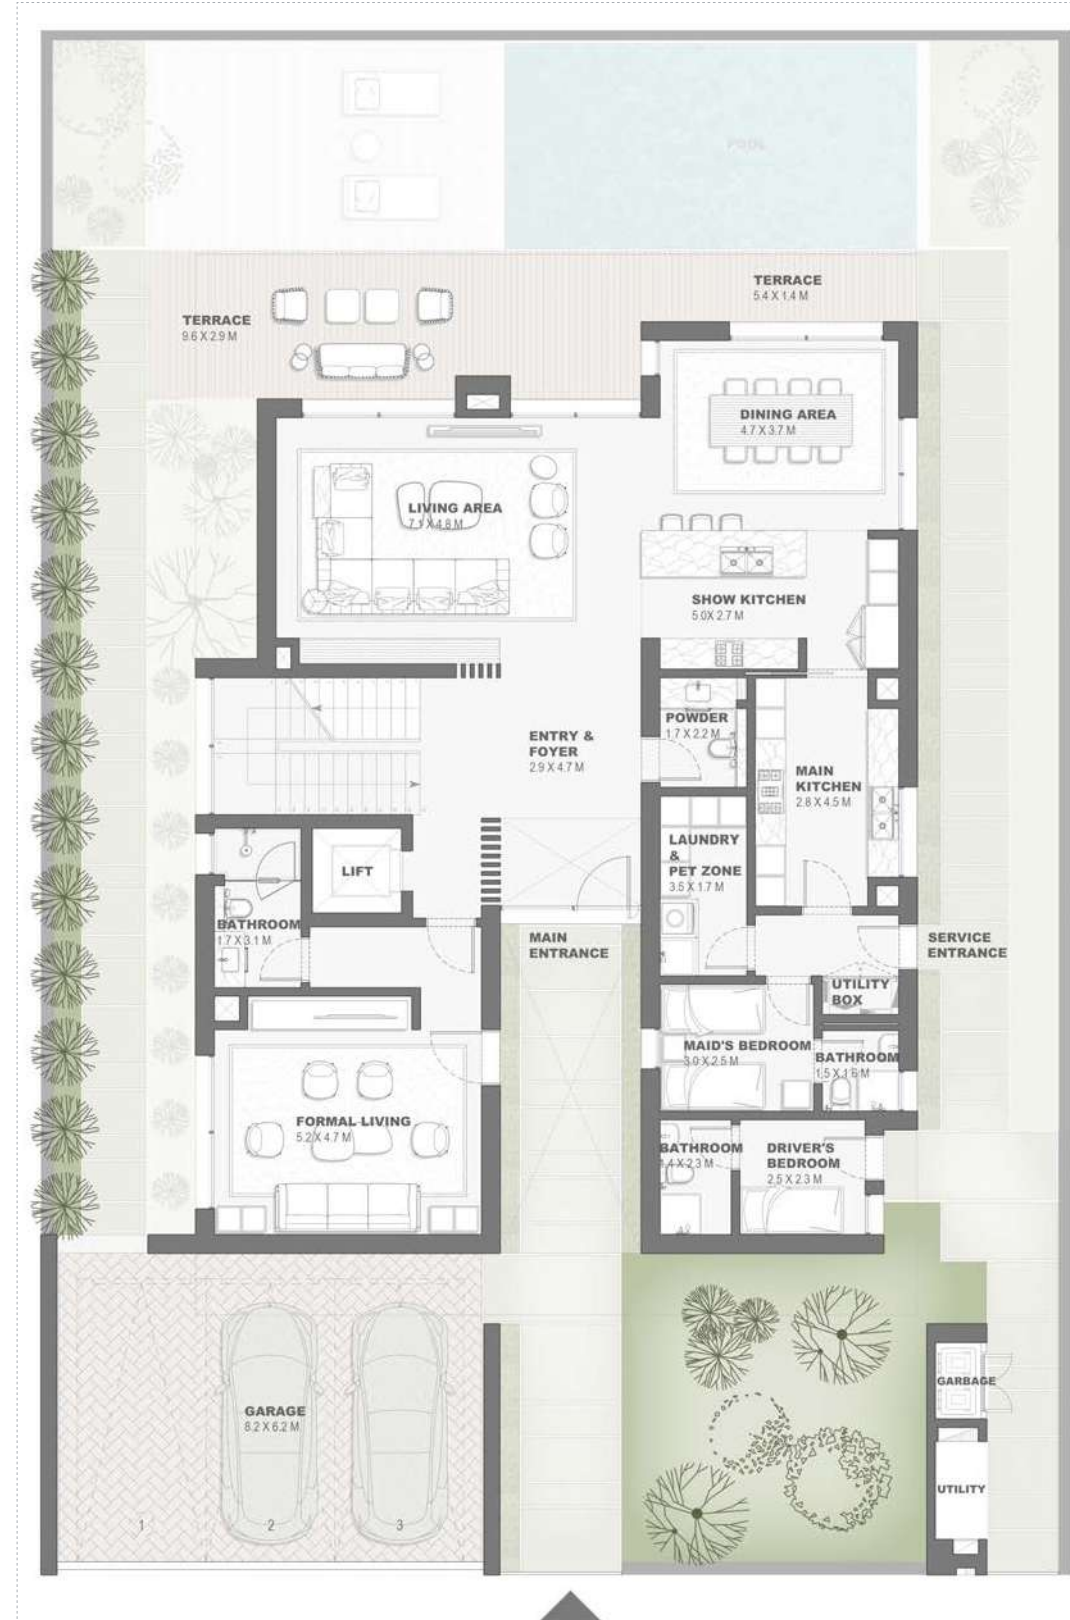 POOL
TERRACE
5.4 X 1.4 M
TERRACE
9.6 X 2.9 M
DINING AREA
4.7 X 3.7 M
LIVING AREA
7.1 X 4.8 M
SHOW KITCHEN
5.0X 2.7 M
ENTRY &
FOYER
2.9 X 4.7 M
POWDER
1.7 X 2.2 M
MAIN
KITCHEN
2.8 X 4.5 M
LAUNDRY
&
PET ZONE
3.5 X 1.7 M
LIFT
BATHROOM
1.7 X 3.1 M
MAIN
ENTRANCE
SERVICE
ENTRANCE
UTILITY
BOX
MAID'S BEDROOM
3.0 X 2.5 M
BATHROOM
1.5 X 1.6 M
FORMAL LIVING
5.2 X 4.7 M
BATHROOM
1.4 X 2.3 M
DRIVER'S
BEDROOM
2.5 X 2.3 M
GARBAGE
GARAGE
8.2 X 6.2 M
UTILITY
1
2
3